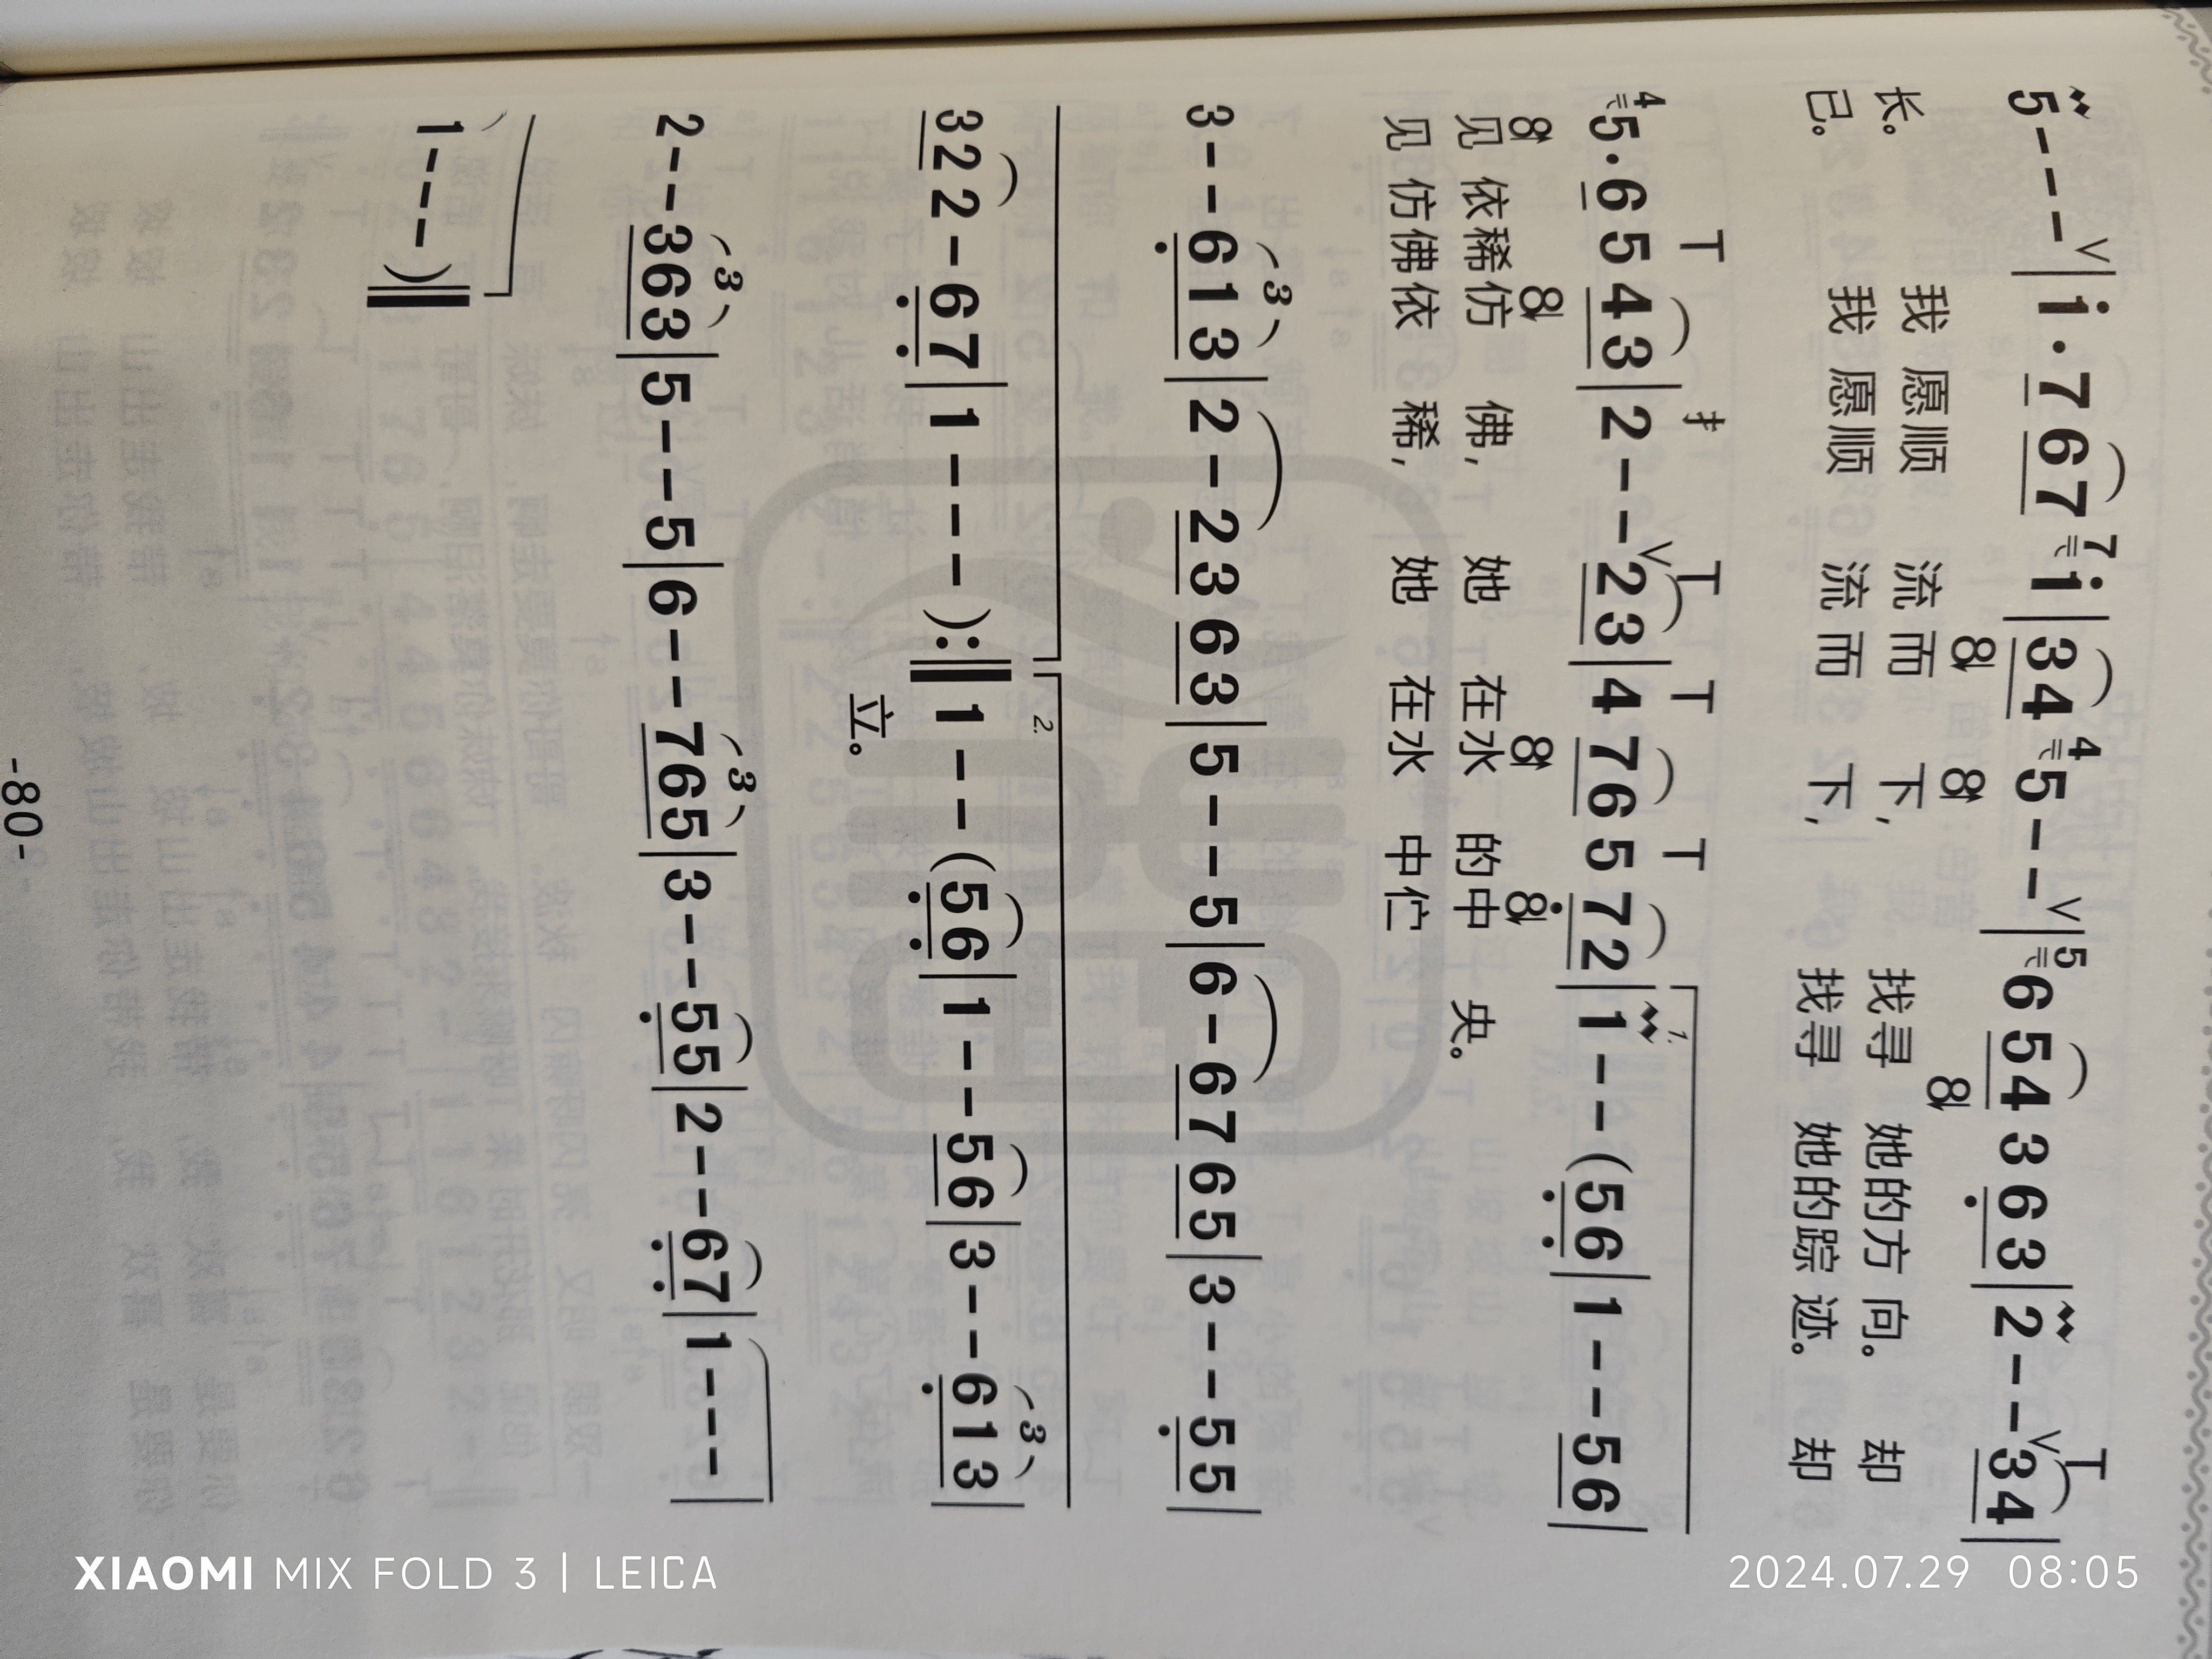 5 - - - V | 1̇ · 7 6 7 ⁷1̇ | 3 4 ⁴5 - - V | ⁵6 5 4 3 6̣ 3 | 2 - - V 3 4 |
长。 我 愿 顺 流 而 下, 找 寻 她 的 方 向。 却
已。 我 愿 顺 流 而 下, 找 寻 她 的 踪 迹。 却
T T T T
⁴5 · 6 5 4 3 | 2 - - V 2 3 | 4 7 6 5 7̣ 2 | 1 - - ( 5̣ 6̣ | 1 - - 5 6 |
1.
见 依 稀 仿 佛, 她 在 水 的 中 央。
见 仿 佛 依 稀, 她 在 水 中 伫
3 - - 6̣ 1 3 | 2 - 2 3 6 3 | 5 - - 5 | 6 - 6 7 6 5 | 3 - - 5̣ 5 |
2.
3 2 2 - 6̣ 7̣ | 1 - - - ) :‖ 1 - - ( 5̣ 6̣ | 1 - - 5 6 | 3 - - 6̣ 1 3 |
立。
2 - - 3 6 3 | 5 - - 5 | 6 - - 7 6 5 | 3 - - 5̣ 5 | 2 - - 6̣ 7̣ | 1 - - - |
1 - - - ) ‖
-80-
XIAOMI MIX FOLD 3 | LEICA
2024.07.29 08:05